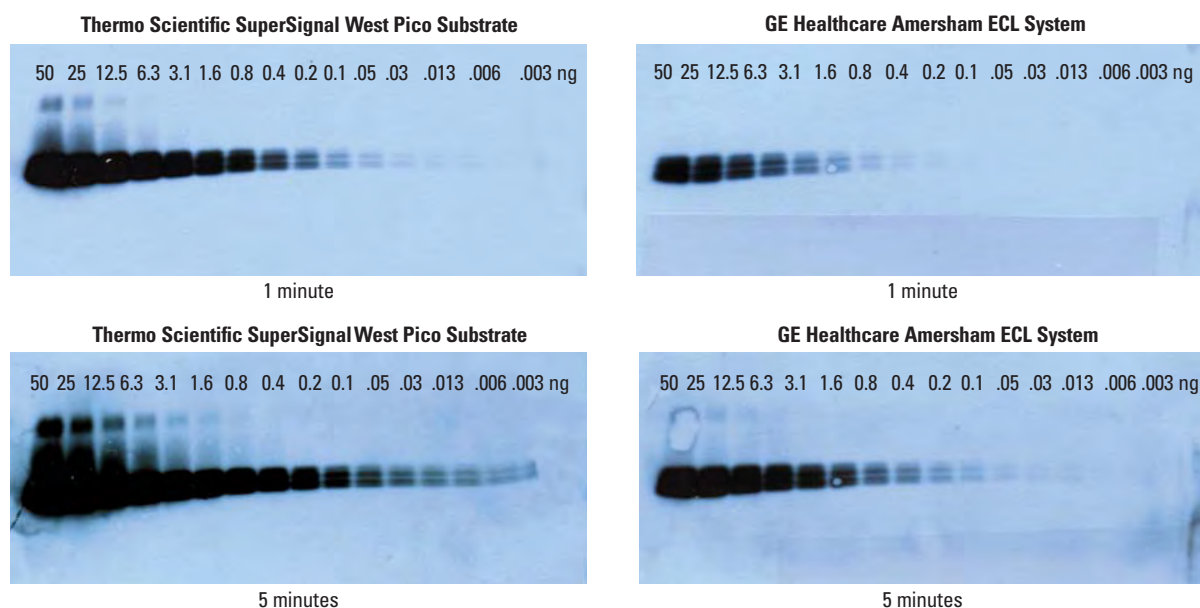 Thermo Scientific SuperSignal West Pico Substrate
50 25 12.5 6.3 3.1 1.6 0.8 0.4 0.2 0.1 .05 .03 .013 .006 .003 ng
1 minute
GE Healthcare Amersham ECL System
50 25 12.5 6.3 3.1 1.6 0.8 0.4 0.2 0.1 .05 .03 .013 .006 .003 ng
1 minute
Thermo Scientific SuperSignal West Pico Substrate
50 25 12.5 6.3 3.1 1.6 0.8 0.4 0.2 0.1 .05 .03 .013 .006 .003 ng
5 minutes
GE Healthcare Amersham ECL System
50 25 12.5 6.3 3.1 1.6 0.8 0.4 0.2 0.1 .05 .03 .013 .006 .003 ng
5 minutes